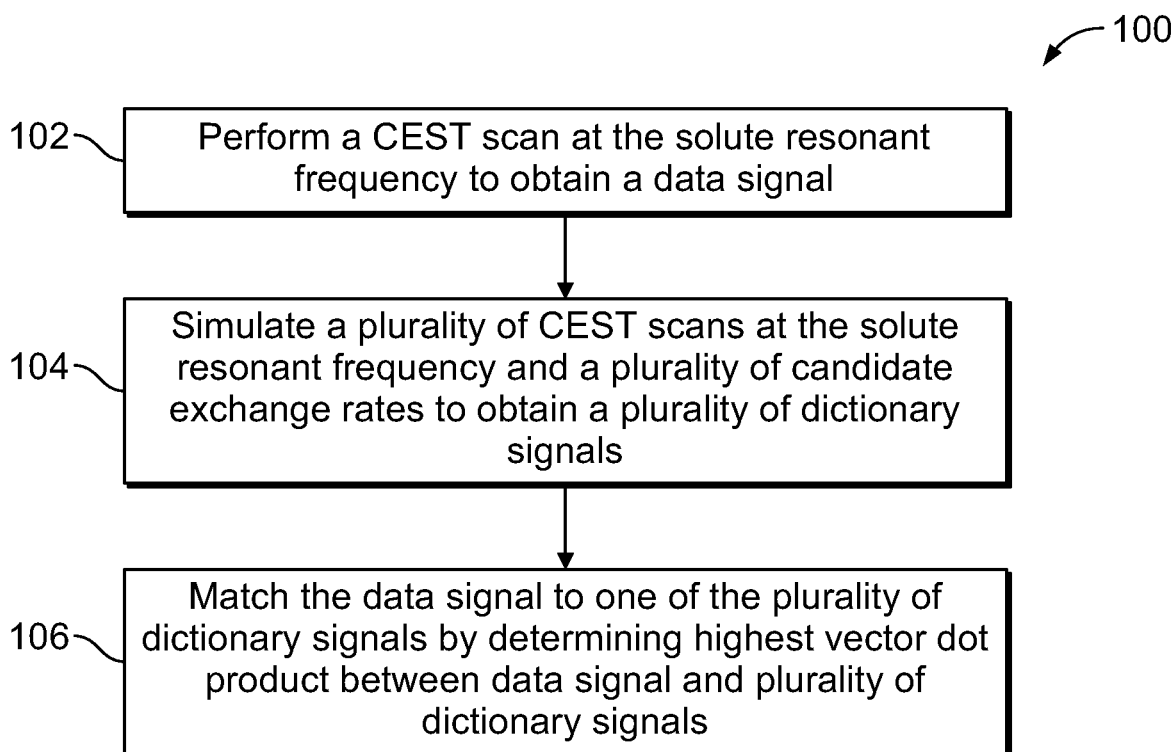 100
102
Perform a CEST scan at the solute resonant
frequency to obtain a data signal
104
Simulate a plurality of CEST scans at the solute
resonant frequency and a plurality of candidate
exchange rates to obtain a plurality of dictionary
signals
106
Match the data signal to one of the plurality of
dictionary signals by determining highest vector dot
product between data signal and plurality of
dictionary signals